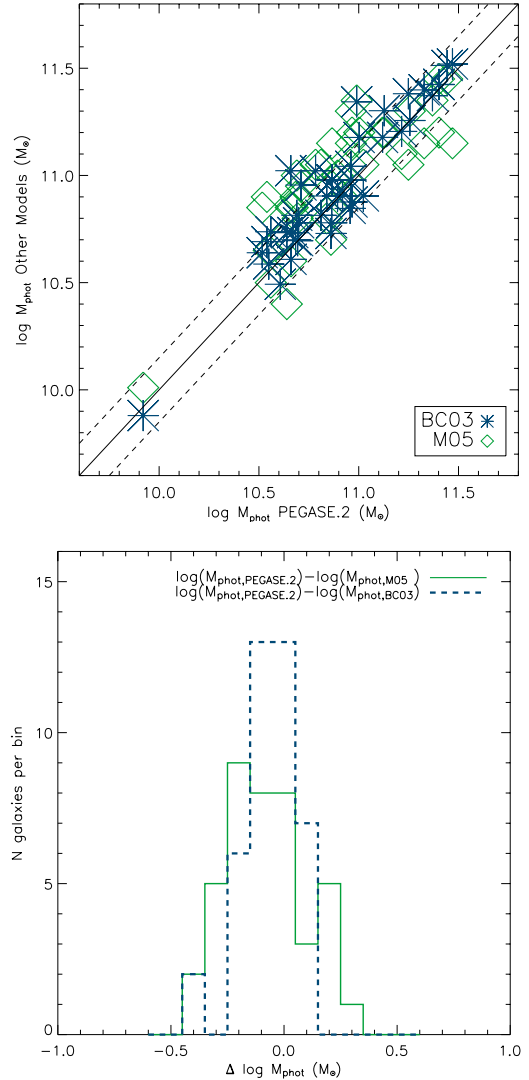 11.5
11.0
10.5
10.0
log M_phot Other Models (M_⊙)
BC03
M05
10.0 10.5 11.0 11.5
log M_phot PEGASE.2 (M_⊙)
15
10
5
0
N galaxies per bin
log(M_phot,PEGASE.2)-log(M_phot,M05)
log(M_phot,PEGASE.2)-log(M_phot,BC03)
-1.0 -0.5 0.0 0.5 1.0
Δ log M_phot (M_⊙)